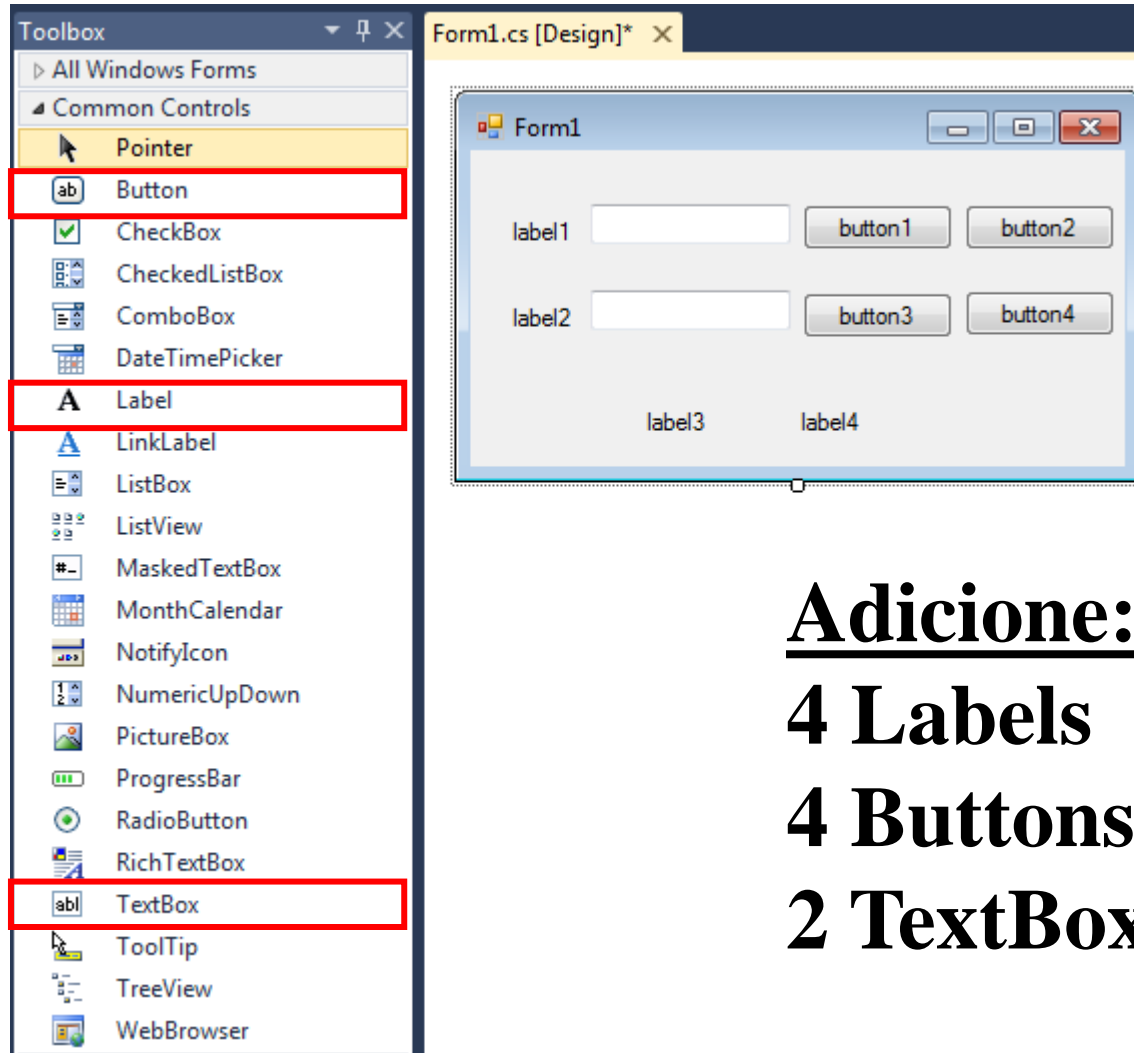 Toolbox
All Windows Forms
Common Controls
Pointer
ab Button
CheckBox
CheckedListBox
ComboBox
DateTimePicker
A Label
A LinkLabel
ListBox
ListView
#_ MaskedTextBox
MonthCalendar
NotifyIcon
NumericUpDown
PictureBox
ProgressBar
RadioButton
RichTextBox
abl TextBox
ToolTip
TreeView
WebBrowser
Form1.cs [Design]*
Form1
label1 button1 button2
label2 button3 button4
label3 label4
Adicione:
4 Labels
4 Buttons
2 TextBox